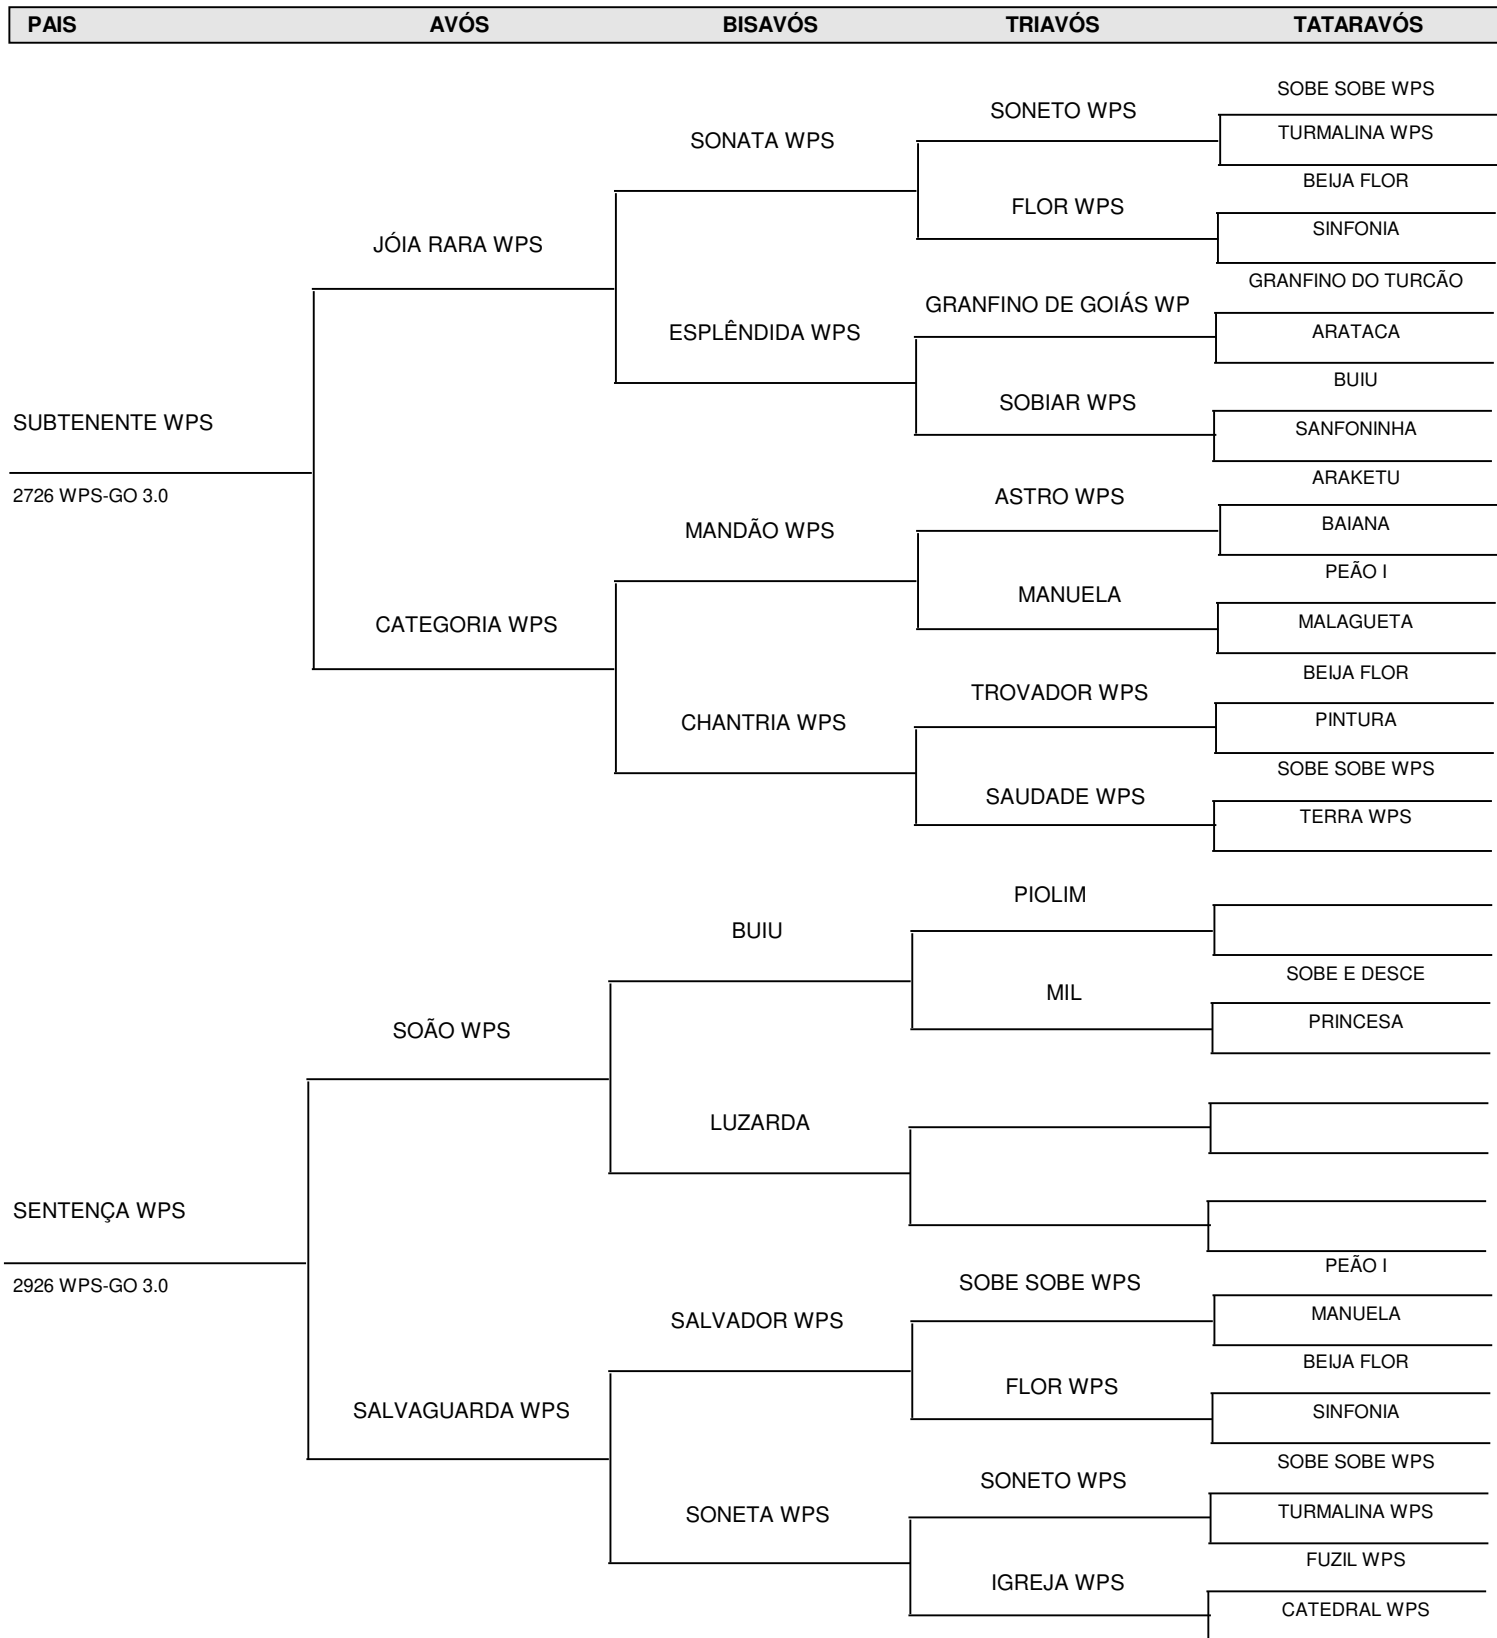 PAIS AVÓS BISAVÓS TRIAVÓS TATARAVÓS
SOBE SOBE WPS
SONETO WPS
TURMALINA WPS
SONATA WPS
BEIJA FLOR
FLOR WPS
SINFONIA
JÓIA RARA WPS
GRANFINO DO TURCÃO
GRANFINO DE GOIÁS WP
ARATACA
ESPLÊNDIDA WPS
BUIU
SOBIAR WPS
SUBTENENTE WPS
SANFONINHA
ARAKETU
2726 WPS-GO 3.0
ASTRO WPS
BAIANA
MANDÃO WPS
PEÃO I
MANUELA
MALAGUETA
CATEGORIA WPS
BEIJA FLOR
TROVADOR WPS
PINTURA
CHANTRIA WPS
SOBE SOBE WPS
SAUDADE WPS
TERRA WPS
PIOLIM
BUIU
SOBE E DESCE
MIL
PRINCESA
SOÃO WPS
LUZARDA
SENTENÇA WPS
PEÃO I
2926 WPS-GO 3.0
SOBE SOBE WPS
MANUELA
SALVADOR WPS
BEIJA FLOR
FLOR WPS
SALVAGUARDA WPS
SINFONIA
SOBE SOBE WPS
SONETO WPS
TURMALINA WPS
SONETA WPS
FUZIL WPS
IGREJA WPS
CATEDRAL WPS